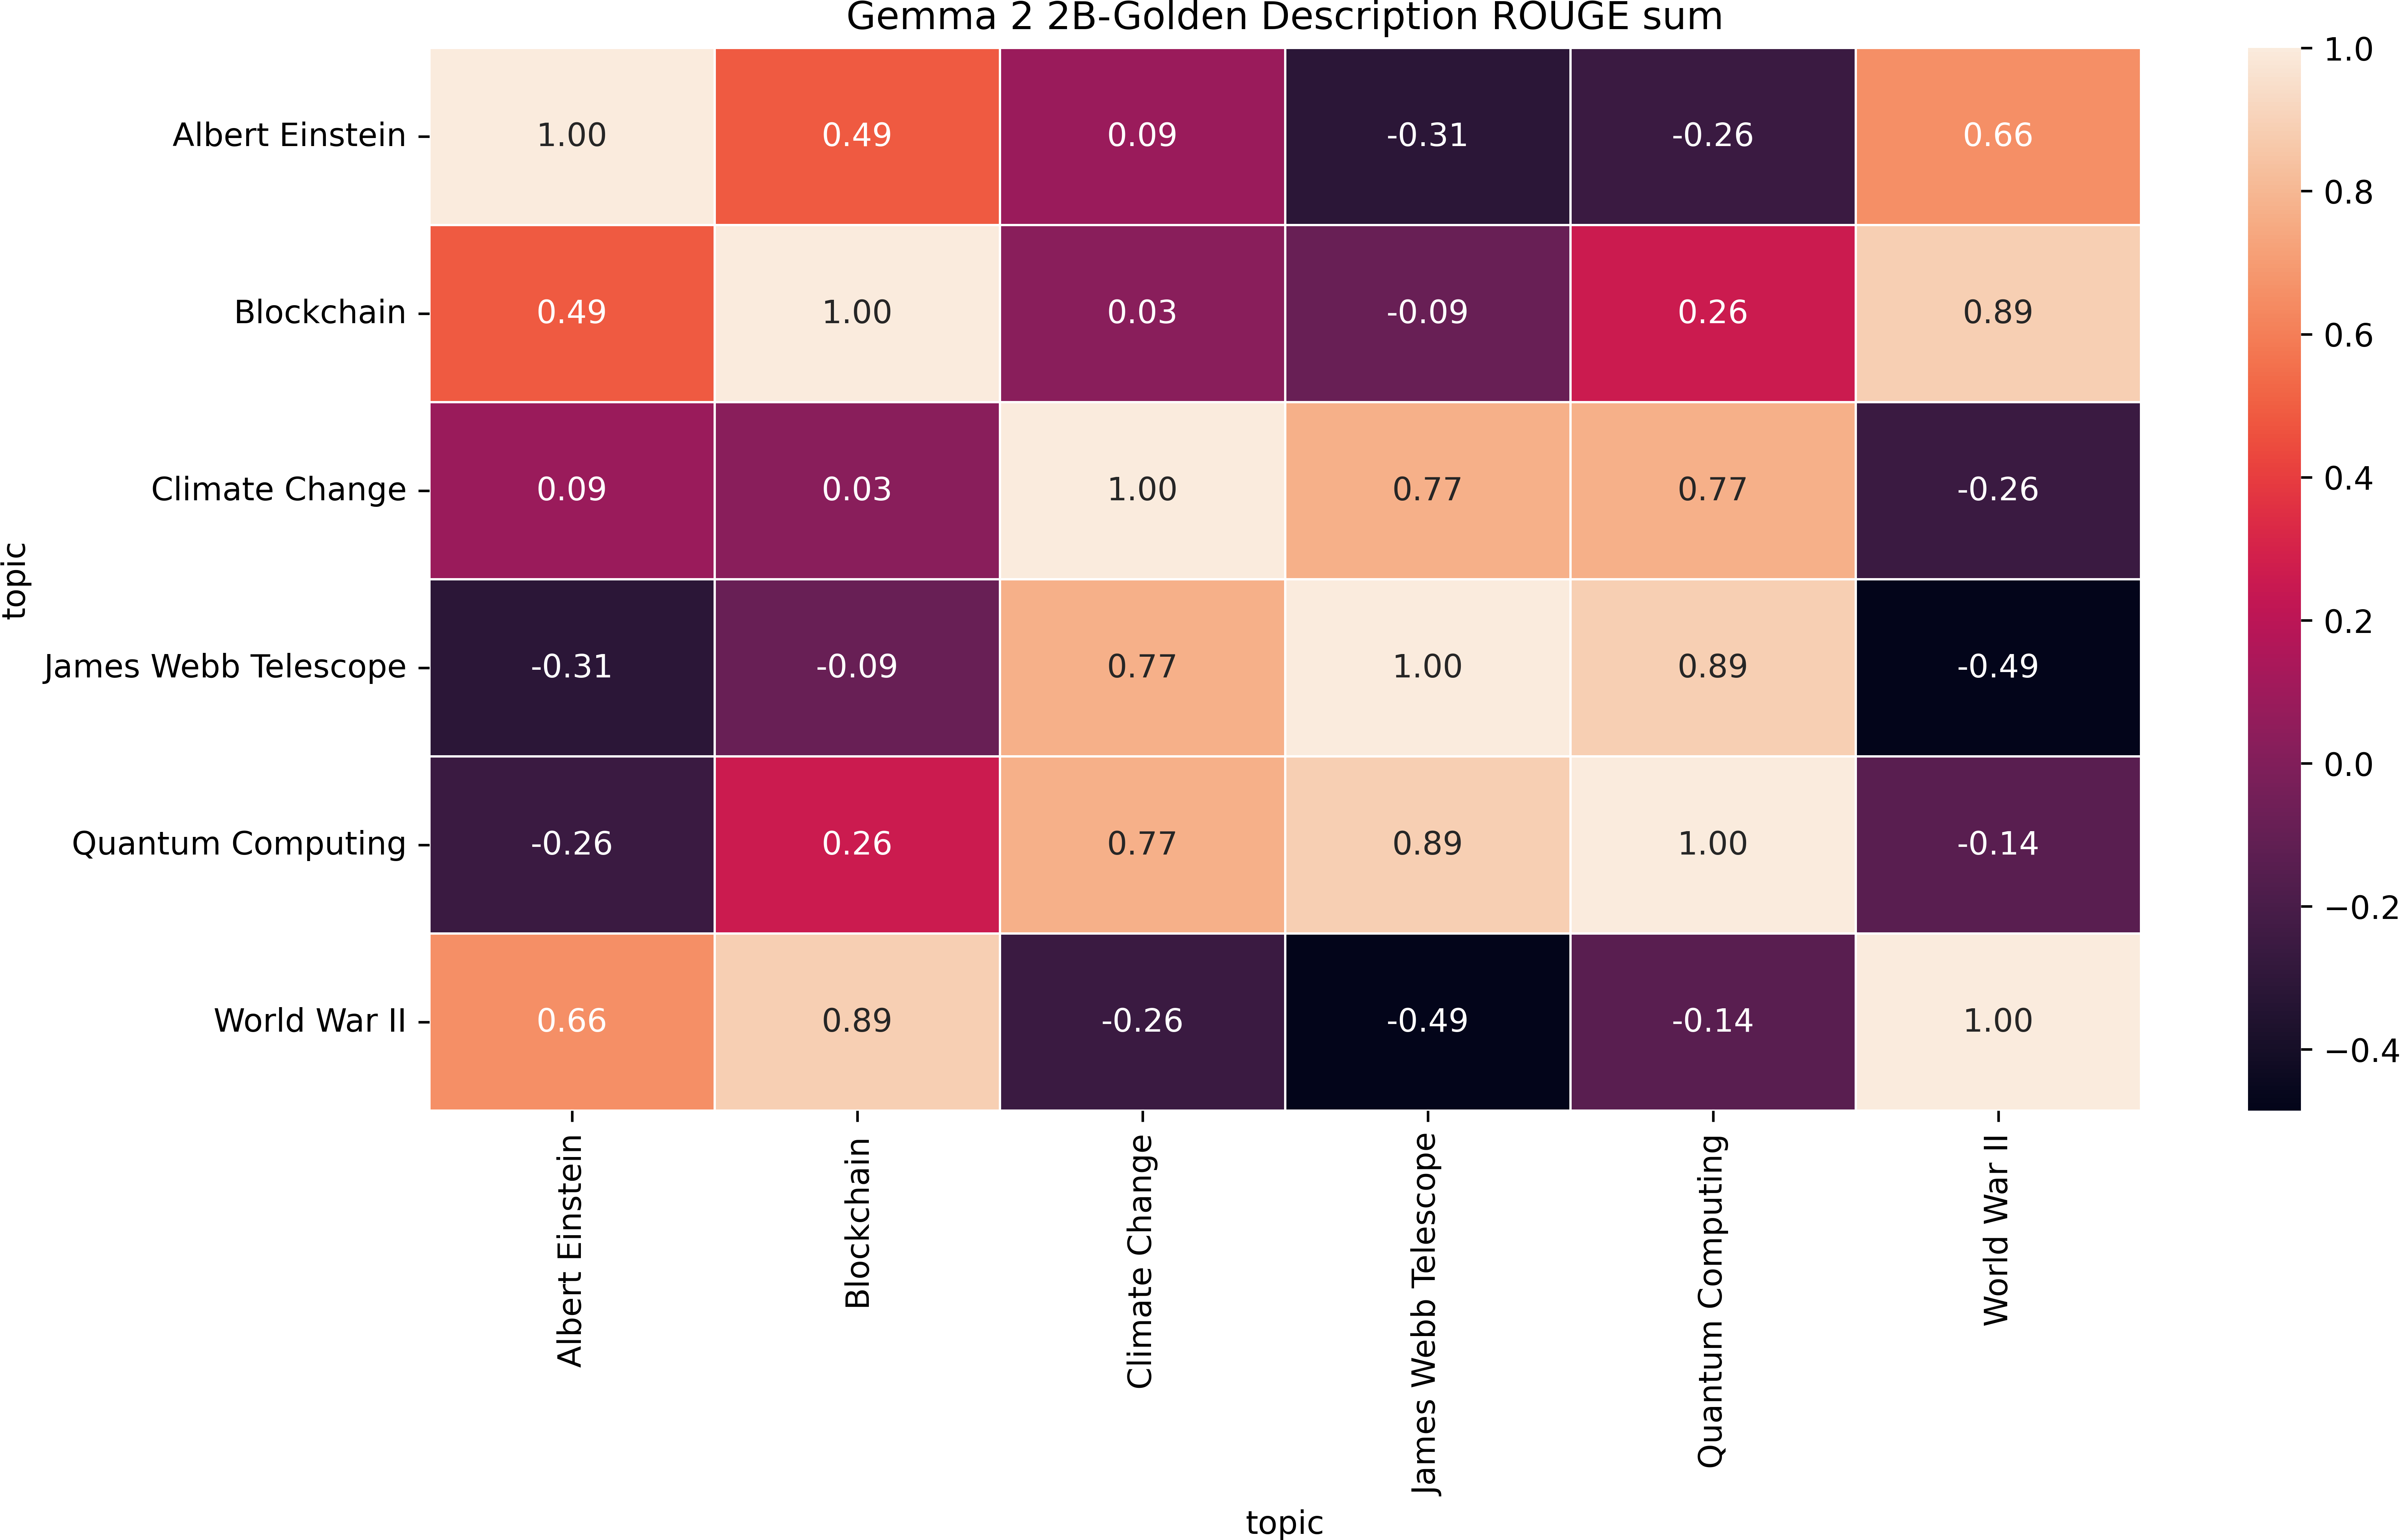 Gemma 2 2B-Golden Description ROUGE sum
topic
Albert Einstein 1.00 0.49 0.09 -0.31 -0.26 0.66
Blockchain 0.49 1.00 0.03 -0.09 0.26 0.89
Climate Change 0.09 0.03 1.00 0.77 0.77 -0.26
James Webb Telescope -0.31 -0.09 0.77 1.00 0.89 -0.49
Quantum Computing -0.26 0.26 0.77 0.89 1.00 -0.14
World War II 0.66 0.89 -0.26 -0.49 -0.14 1.00
Albert Einstein
Blockchain
Climate Change
James Webb Telescope
Quantum Computing
World War II
topic
1.0
0.8
0.6
0.4
0.2
0.0
−0.2
−0.4